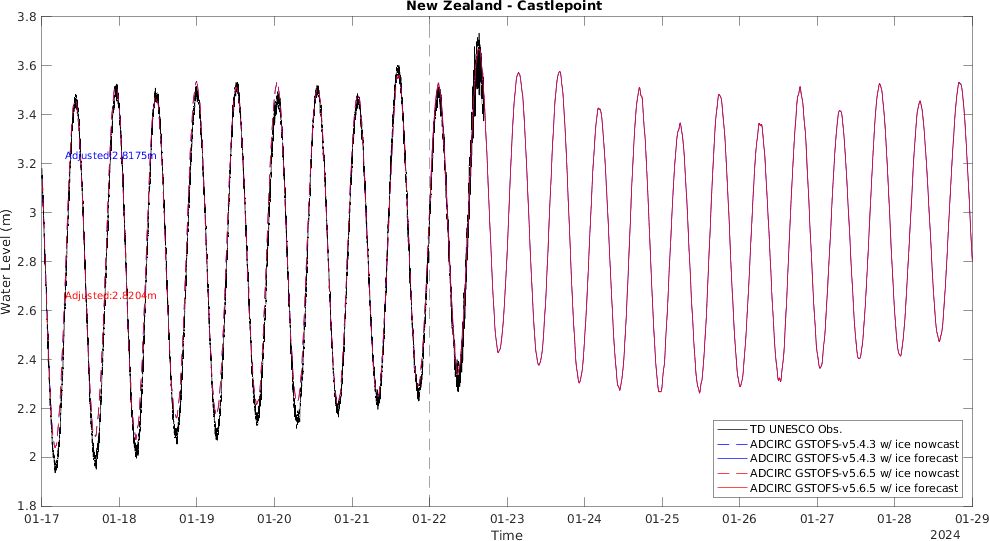 New Zealand - Castlepoint
3.8
3.6
3.4
3.2
3
2.8
2.6
2.4
2.2
2
1.8
Water Level (m)
Adjusted:2.8175m
Adjusted:2.8204m
TD UNESCO Obs.
ADCIRC GSTOFS-v5.4.3 w/ ice nowcast
ADCIRC GSTOFS-v5.4.3 w/ ice forecast
ADCIRC GSTOFS-v5.6.5 w/ ice nowcast
ADCIRC GSTOFS-v5.6.5 w/ ice forecast
01-17 01-18 01-19 01-20 01-21 01-22 01-23 01-24 01-25 01-26 01-27 01-28 01-29
Time
2024